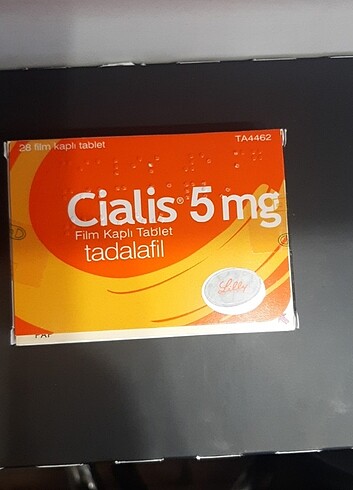 28 film kaplı tablet
TA4462
Cialis® 5 mg
Film Kaplı Tablet
tadalafil
Lilly